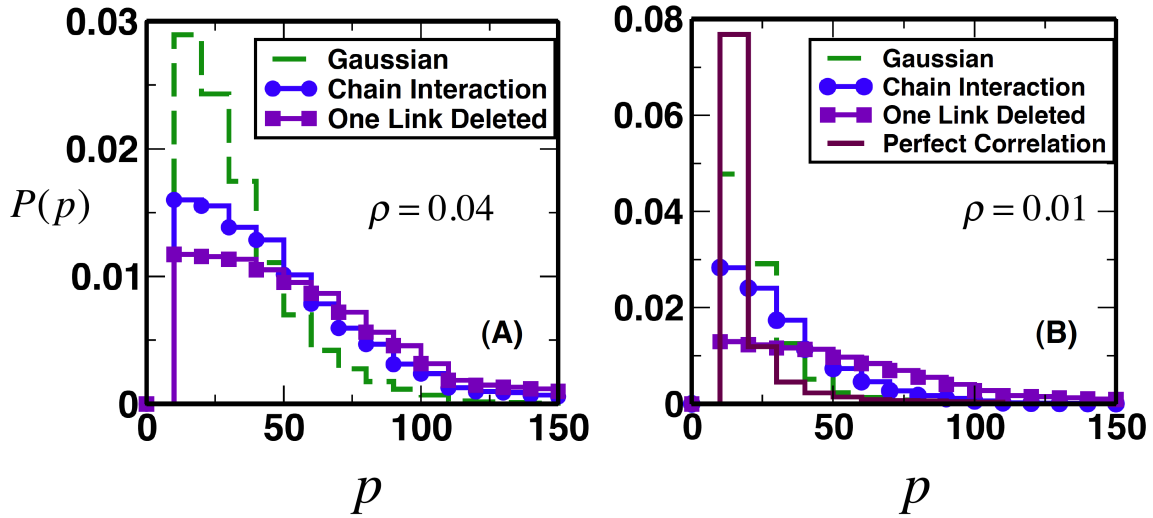 0.03
0.02
0.01
0
P(p)
Gaussian
Chain Interaction
One Link Deleted
ρ = 0.04
(A)
0 50 100 150
p
0.08
0.06
0.04
0.02
0
Gaussian
Chain Interaction
One Link Deleted
Perfect Correlation
ρ = 0.01
(B)
0 50 100 150
p